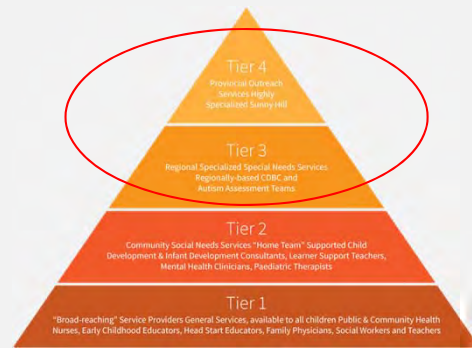 Tier 4
Provincial Outreach
Services Highly
Specialized Sunny Hill
Tier 3
Regional Specialized Special Needs Services
Regionally-based CDBC and
Autism Assessment Teams
Tier 2
Community Social Needs Services "Home Team" Supported Child
Development & Infant Development Consultants, Learner Support Teachers,
Mental Health Clinicians, Paediatric Therapists
Tier 1
"Broad-reaching" Service Providers General Services, available to all children Public & Community Health
Nurses, Early Childhood Educators, Head Start Educators, Family Physicians, Social Workers and Teachers